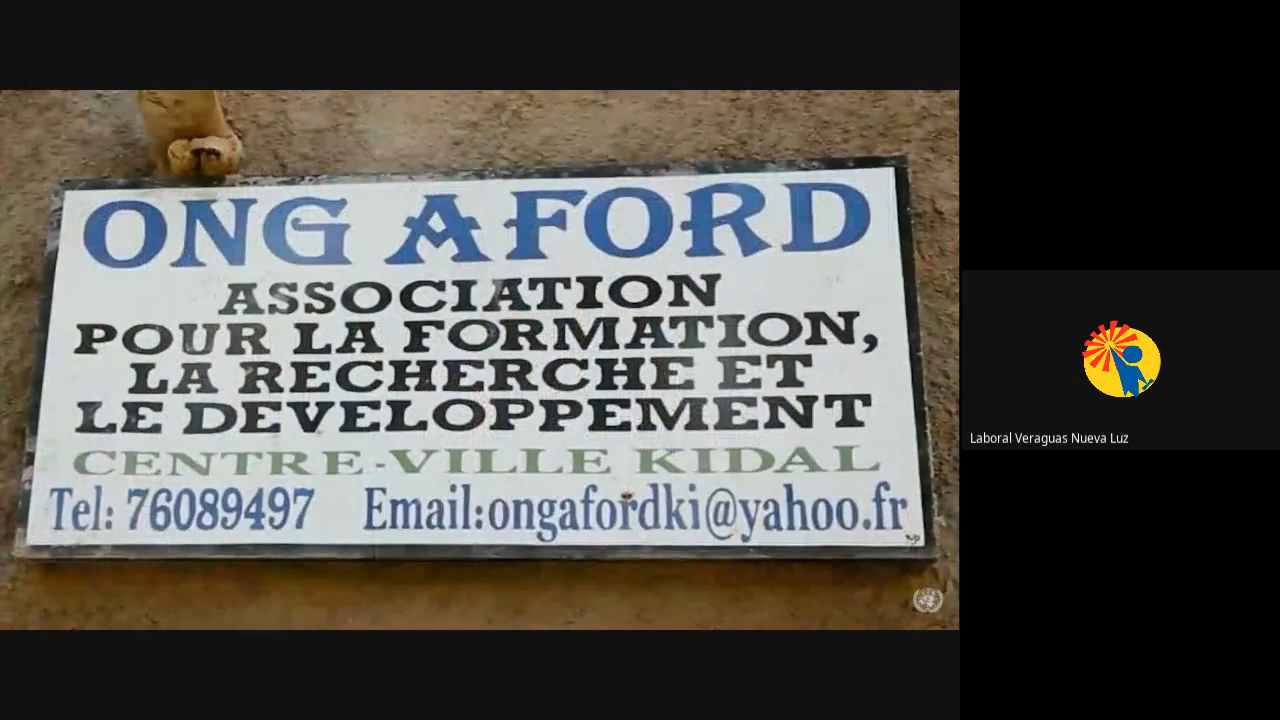 ONG AFORD
ASSOCIATION
POUR LA FORMATION,
LA RECHERCHE ET
LE DEVELOPPEMENT
CENTRE-VILLE KIDAL
Tel: 76089497 Email:ongafordki@yahoo.fr
Laboral Veraguas Nueva Luz